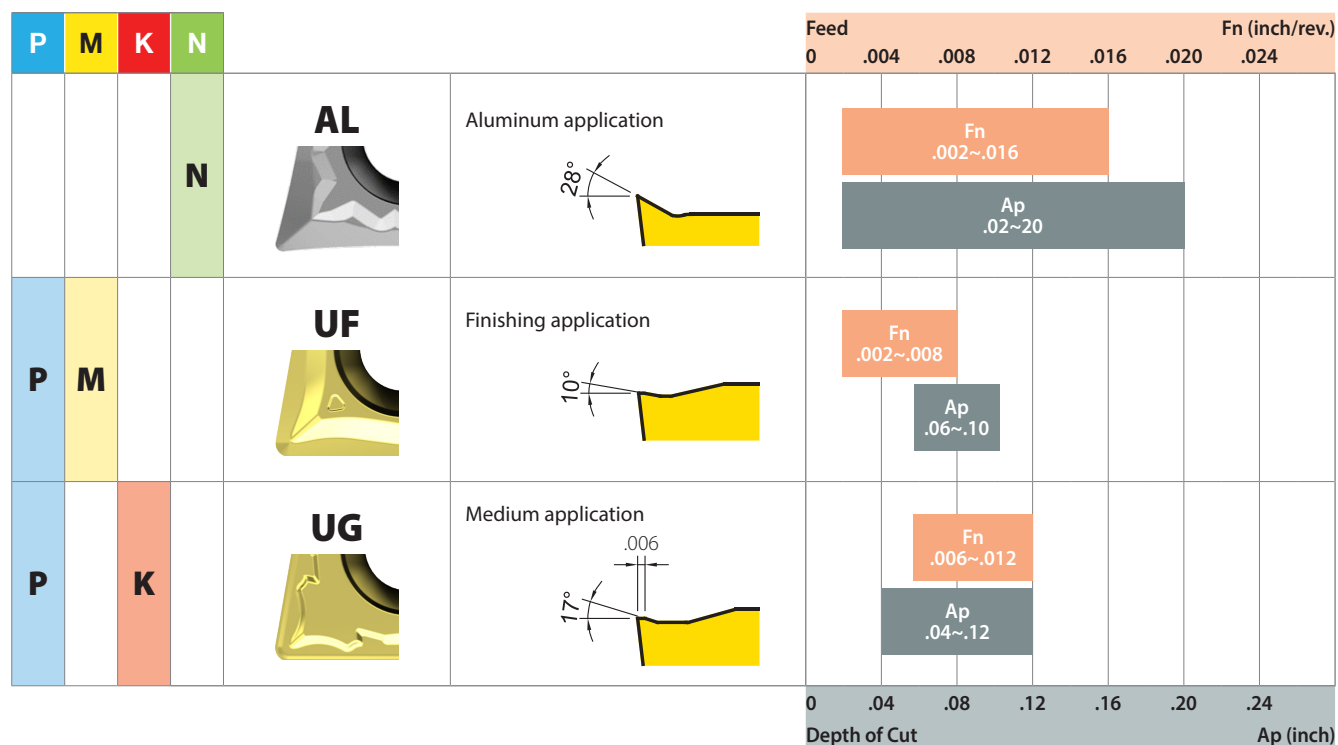 P M K N
Feed Fn (inch/rev.)
0 .004 .008 .012 .016 .020 .024
N
AL
Aluminum application
28°
Fn
.002~.016
Ap
.02~20
P M
UF
Finishing application
10°
Fn
.002~.008
Ap
.06~.10
P K
UG
Medium application
.006
17°
Fn
.006~.012
Ap
.04~.12
0 .04 .08 .12 .16 .20 .24
Depth of Cut Ap (inch)